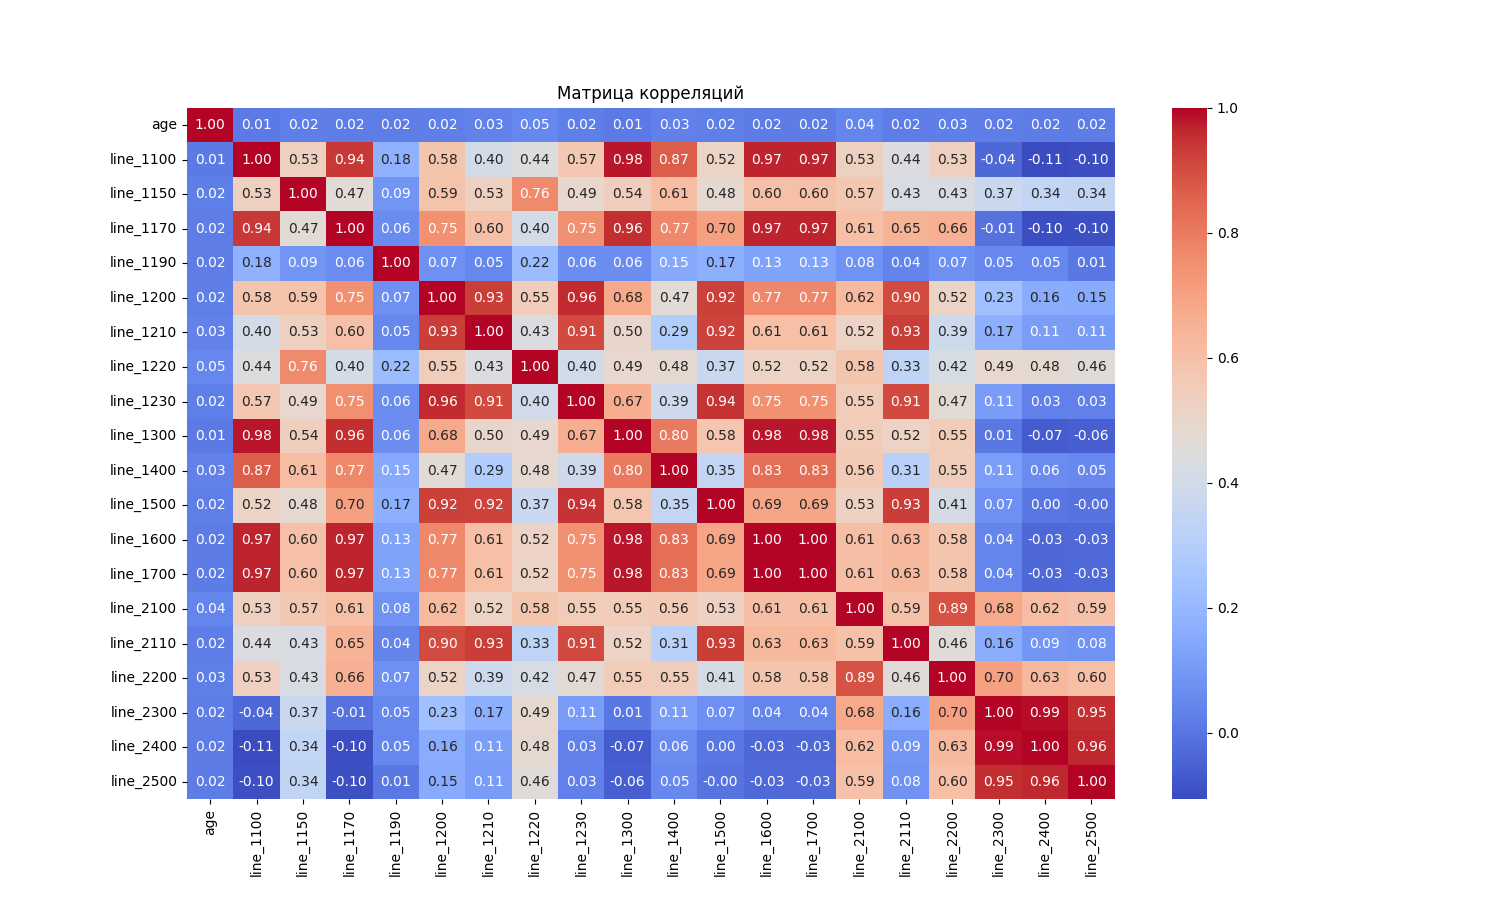 Матрица корреляций
age 1.00 0.01 0.02 0.02 0.02 0.02 0.03 0.05 0.02 0.01 0.03 0.02 0.02 0.02 0.04 0.02 0.03 0.02 0.02 0.02
line_1100 0.01 1.00 0.53 0.94 0.18 0.58 0.40 0.44 0.57 0.98 0.87 0.52 0.97 0.97 0.53 0.44 0.53 -0.04 -0.11 -0.10
line_1150 0.02 0.53 1.00 0.47 0.09 0.59 0.53 0.76 0.49 0.54 0.61 0.48 0.60 0.60 0.57 0.43 0.43 0.37 0.34 0.34
line_1170 0.02 0.94 0.47 1.00 0.06 0.75 0.60 0.40 0.75 0.96 0.77 0.70 0.97 0.97 0.61 0.65 0.66 -0.01 -0.10 -0.10
line_1190 0.02 0.18 0.09 0.06 1.00 0.07 0.05 0.22 0.06 0.06 0.15 0.17 0.13 0.13 0.08 0.04 0.07 0.05 0.05 0.01
line_1200 0.02 0.58 0.59 0.75 0.07 1.00 0.93 0.55 0.96 0.68 0.47 0.92 0.77 0.77 0.62 0.90 0.52 0.23 0.16 0.15
line_1210 0.03 0.40 0.53 0.60 0.05 0.93 1.00 0.43 0.91 0.50 0.29 0.92 0.61 0.61 0.52 0.93 0.39 0.17 0.11 0.11
line_1220 0.05 0.44 0.76 0.40 0.22 0.55 0.43 1.00 0.40 0.49 0.48 0.37 0.52 0.52 0.58 0.33 0.42 0.49 0.48 0.46
line_1230 0.02 0.57 0.49 0.75 0.06 0.96 0.91 0.40 1.00 0.67 0.39 0.94 0.75 0.75 0.55 0.91 0.47 0.11 0.03 0.03
line_1300 0.01 0.98 0.54 0.96 0.06 0.68 0.50 0.49 0.67 1.00 0.80 0.58 0.98 0.98 0.55 0.52 0.55 0.01 -0.07 -0.06
line_1400 0.03 0.87 0.61 0.77 0.15 0.47 0.29 0.48 0.39 0.80 1.00 0.35 0.83 0.83 0.56 0.31 0.55 0.11 0.06 0.05
line_1500 0.02 0.52 0.48 0.70 0.17 0.92 0.92 0.37 0.94 0.58 0.35 1.00 0.69 0.69 0.53 0.93 0.41 0.07 0.00 -0.00
line_1600 0.02 0.97 0.60 0.97 0.13 0.77 0.61 0.52 0.75 0.98 0.83 0.69 1.00 1.00 0.61 0.63 0.58 0.04 -0.03 -0.03
line_1700 0.02 0.97 0.60 0.97 0.13 0.77 0.61 0.52 0.75 0.98 0.83 0.69 1.00 1.00 0.61 0.63 0.58 0.04 -0.03 -0.03
line_2100 0.04 0.53 0.57 0.61 0.08 0.62 0.52 0.58 0.55 0.55 0.56 0.53 0.61 0.61 1.00 0.59 0.89 0.68 0.62 0.59
line_2110 0.02 0.44 0.43 0.65 0.04 0.90 0.93 0.33 0.91 0.52 0.31 0.93 0.63 0.63 0.59 1.00 0.46 0.16 0.09 0.08
line_2200 0.03 0.53 0.43 0.66 0.07 0.52 0.39 0.42 0.47 0.55 0.55 0.41 0.58 0.58 0.89 0.46 1.00 0.70 0.63 0.60
line_2300 0.02 -0.04 0.37 -0.01 0.05 0.23 0.17 0.49 0.11 0.01 0.11 0.07 0.04 0.04 0.68 0.16 0.70 1.00 0.99 0.95
line_2400 0.02 -0.11 0.34 -0.10 0.05 0.16 0.11 0.48 0.03 -0.07 0.06 0.00 -0.03 -0.03 0.62 0.09 0.63 0.99 1.00 0.96
line_2500 0.02 -0.10 0.34 -0.10 0.01 0.15 0.11 0.46 0.03 -0.06 0.05 -0.00 -0.03 -0.03 0.59 0.08 0.60 0.95 0.96 1.00
age line_1100 line_1150 line_1170 line_1190 line_1200 line_1210 line_1220 line_1230 line_1300 line_1400 line_1500 line_1600 line_1700 line_2100 line_2110 line_2200 line_2300 line_2400 line_2500
1.0
0.8
0.6
0.4
0.2
0.0